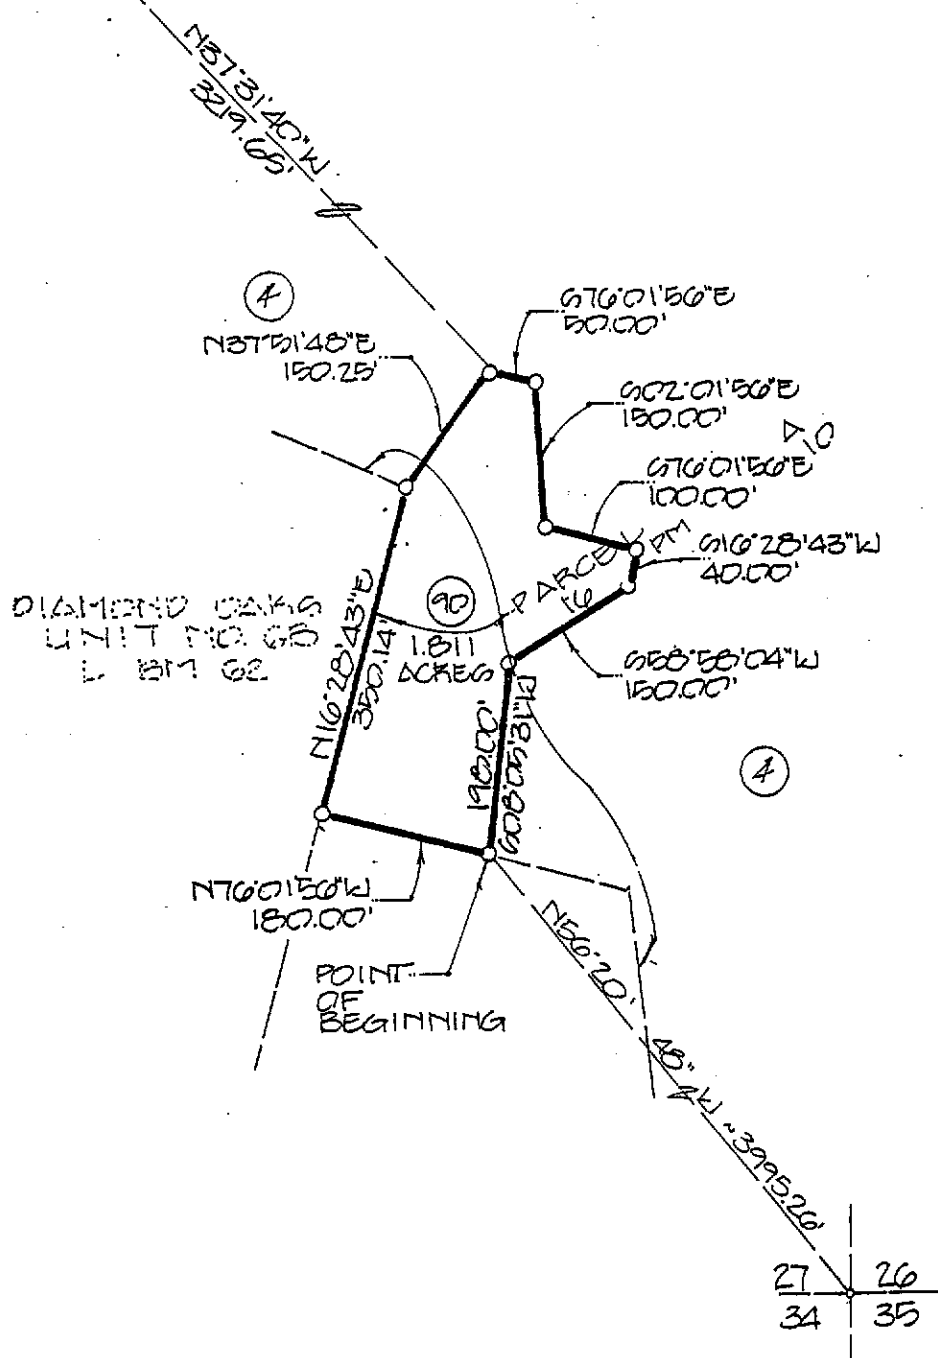 N37°31'40"W
3219.65'
4
N37°51'48"E
150.25'
S76°01'56"E
50.00'
S02°01'56"E
150.00'
S76°01'56"E
100.00'
S16°28'43"W
40.00'
PARCEL
16 PM
DIAMOND OAKS
UNIT NO. 6B
L BM 62
N16°28'43"E
350.14'
90
1.811
ACRES
S58°58'04"W
150.00'
198.00'
S08°05'31"W
4
N76°01'56"W
180.00'
POINT
OF
BEGINNING
N56°20'48"W ~3995.26'
27 26
34 35